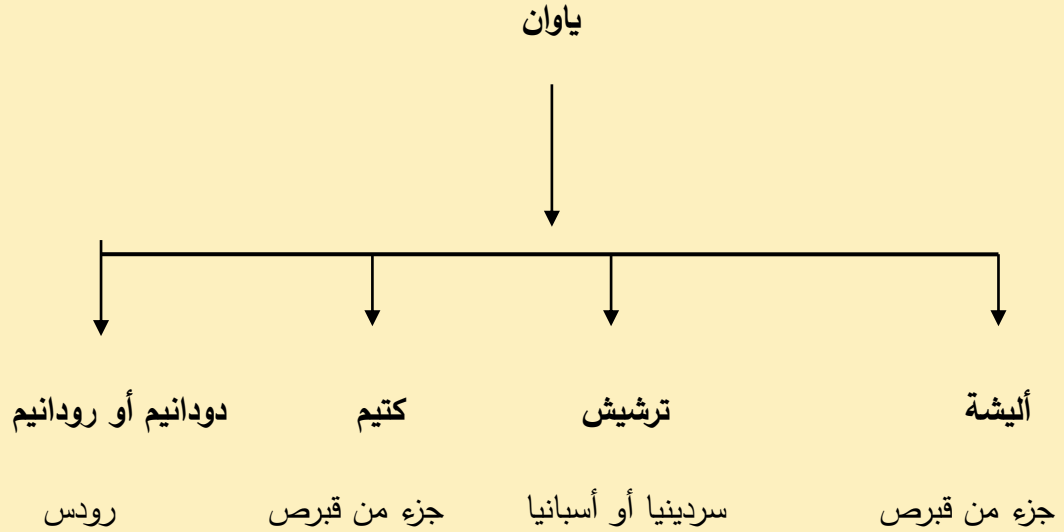 ياوان
أليشة ترشيش كتيم دودانيم أو رودانيم
جزء من قبرص سردينيا أو أسبانيا جزء من قبرص رودس